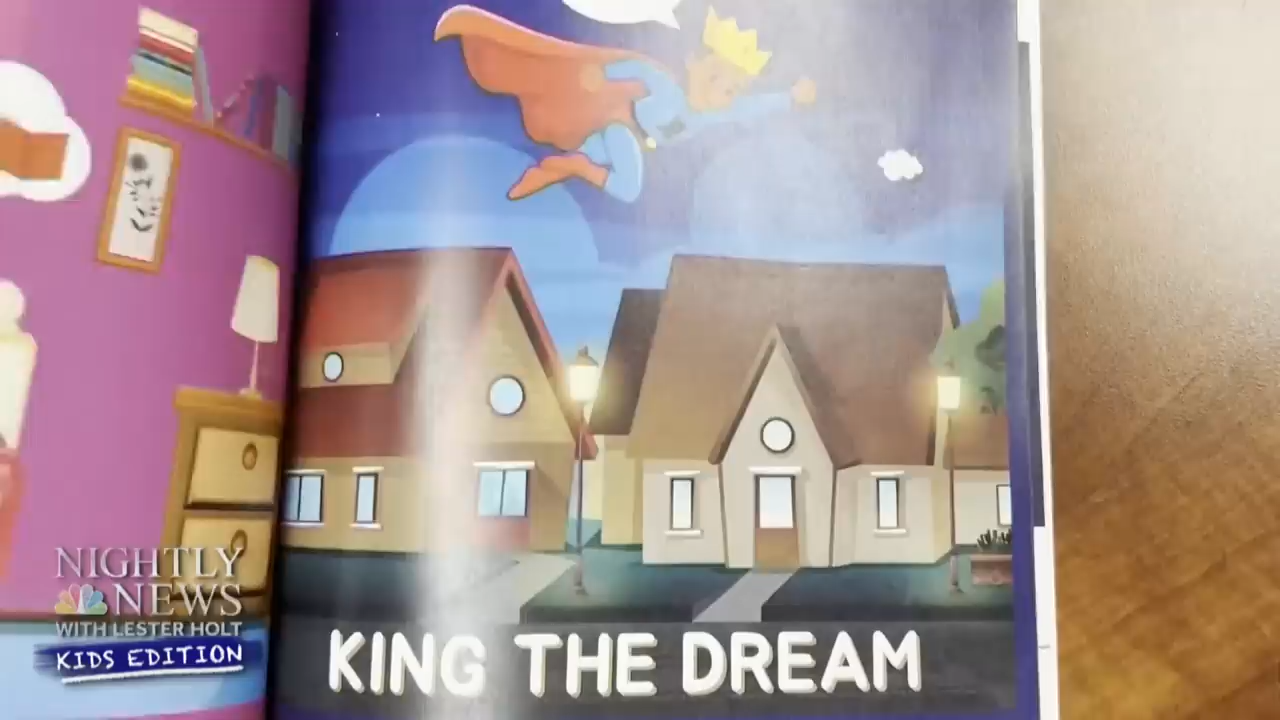 KING THE DREAM
NIGHTLY
NEWS
WITH LESTER HOLT
KIDS EDITION